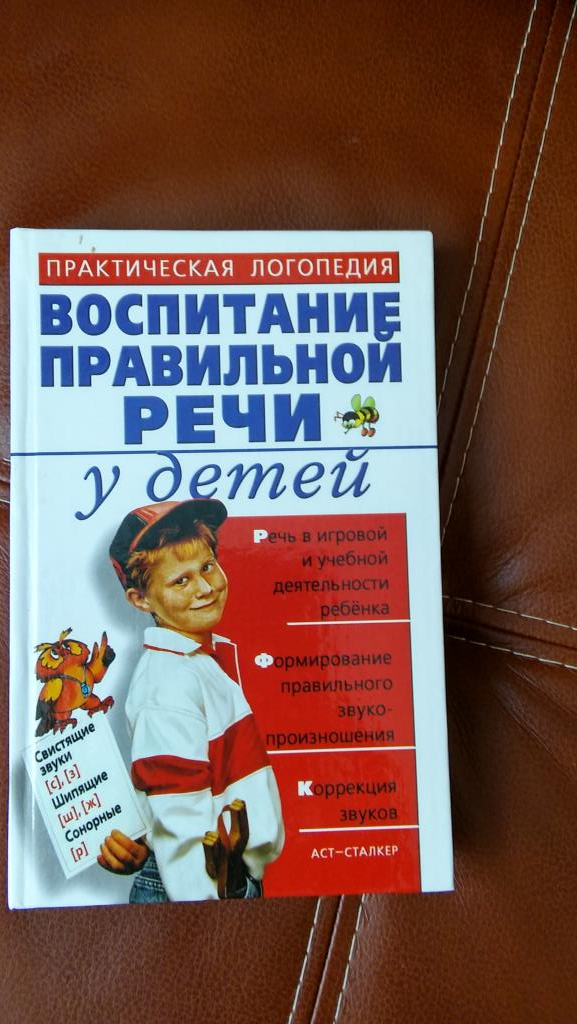 ПРАКТИЧЕСКАЯ ЛОГОПЕДИЯ
ВОСПИТАНИЕ
ПРАВИЛЬНОЙ
РЕЧИ
у детей
Речь в игровой
и учебной
деятельности
ребёнка
Формирование
правильного
звуко-
произношения
Коррекция
звуков
АСТ–СТАЛКЕР
Свистящие
звуки
[с], [з]
Шипящие
[ш], [ж]
Сонорные
[р]